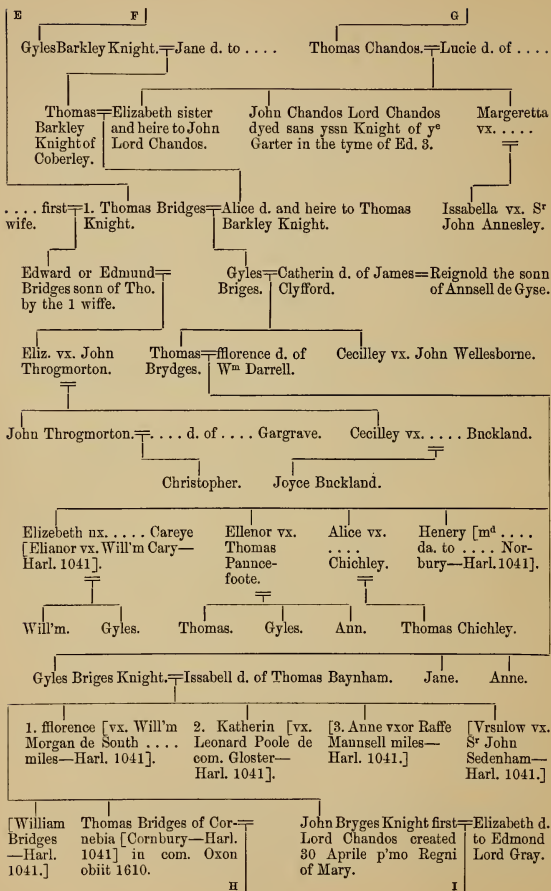 E F G
GylesBarkley Knight.=Jane d. to . . . . Thomas Chandos.=Lucie d. of . . . .
Thomas=Elizabeth sister John Chandos Lord Chandos Margeretta
Barkley and heire to John dyed sans yssn Knight of yᵉ vx. . . . .
Knight of Lord Chandos. Garter in the tyme of Ed. 3.
Coberley.
. . . . first=1. Thomas Bridges=Alice d. and heire to Thomas Issabella vx. Sʳ
wife. Knight. Barkley Knight. John Annesley.
Edward or Edmund= Gyles=Catherin d. of James=Reignold the sonn
Bridges sonn of Tho. Briges. Clyfford. of Annsell de Gyse.
by the 1 wiffe.
Eliz. vx. John Thomas=fflorence d. of Cecilley vx. John Wellesborne.
Throgmorton. Brydges. Wᵐ Darrell.
John Throgmorton.=. . . . d. of . . . . Gargrave. Cecilley vx. . . . . Bnckland.
Christopher. Joyce Buckland.
Elizebeth nx. . . . . Careye Ellenor vx. Alice vx. Henery [mᵈ . . . .
[Elianor vx. Will'm Cary— Thomas . . . . da. to . . . . Nor-
Harl. 1041]. Paunce- Chichley. bury—Harl. 1041].
foote.
Will'm. Gyles. Thomas. Gyles. Ann. Thomas Chichley.
Gyles Briges Knight.=Issabell d. of Thomas Baynham. Jane. Anne.
1. fflorence [vx. Will'm 2. Katherin [vx. [3. Anne vxor Raffe [Vrsulow vx.
Morgan de South . . . . Leonard Poole de Maunsell miles— Sʳ John
miles—Harl. 1041]. com. Gloster— Harl. 1041.] Sedenham—
Harl. 1041]. Harl. 1041.]
[William Thomas Bridges of Cor-= John Bryges Knight first=Elizabeth d.
Bridges nebia [Cornbury—Harl. Lord Chandos created to Edmond
—Harl. 1041] in com. Oxon 30 Aprile p'mo Regni Lord Gray.
1041.] obiit 1610. of Mary.
H I